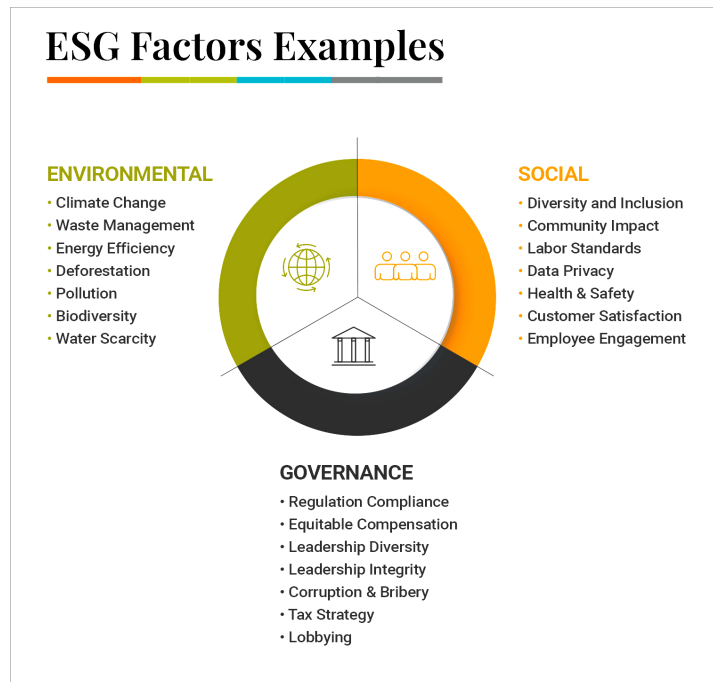 ESG Factors Examples
ENVIRONMENTAL
• Climate Change
• Waste Management
• Energy Efficiency
• Deforestation
• Pollution
• Biodiversity
• Water Scarcity
SOCIAL
• Diversity and Inclusion
• Community Impact
• Labor Standards
• Data Privacy
• Health & Safety
• Customer Satisfaction
• Employee Engagement
GOVERNANCE
• Regulation Compliance
• Equitable Compensation
• Leadership Diversity
• Leadership Integrity
• Corruption & Bribery
• Tax Strategy
• Lobbying